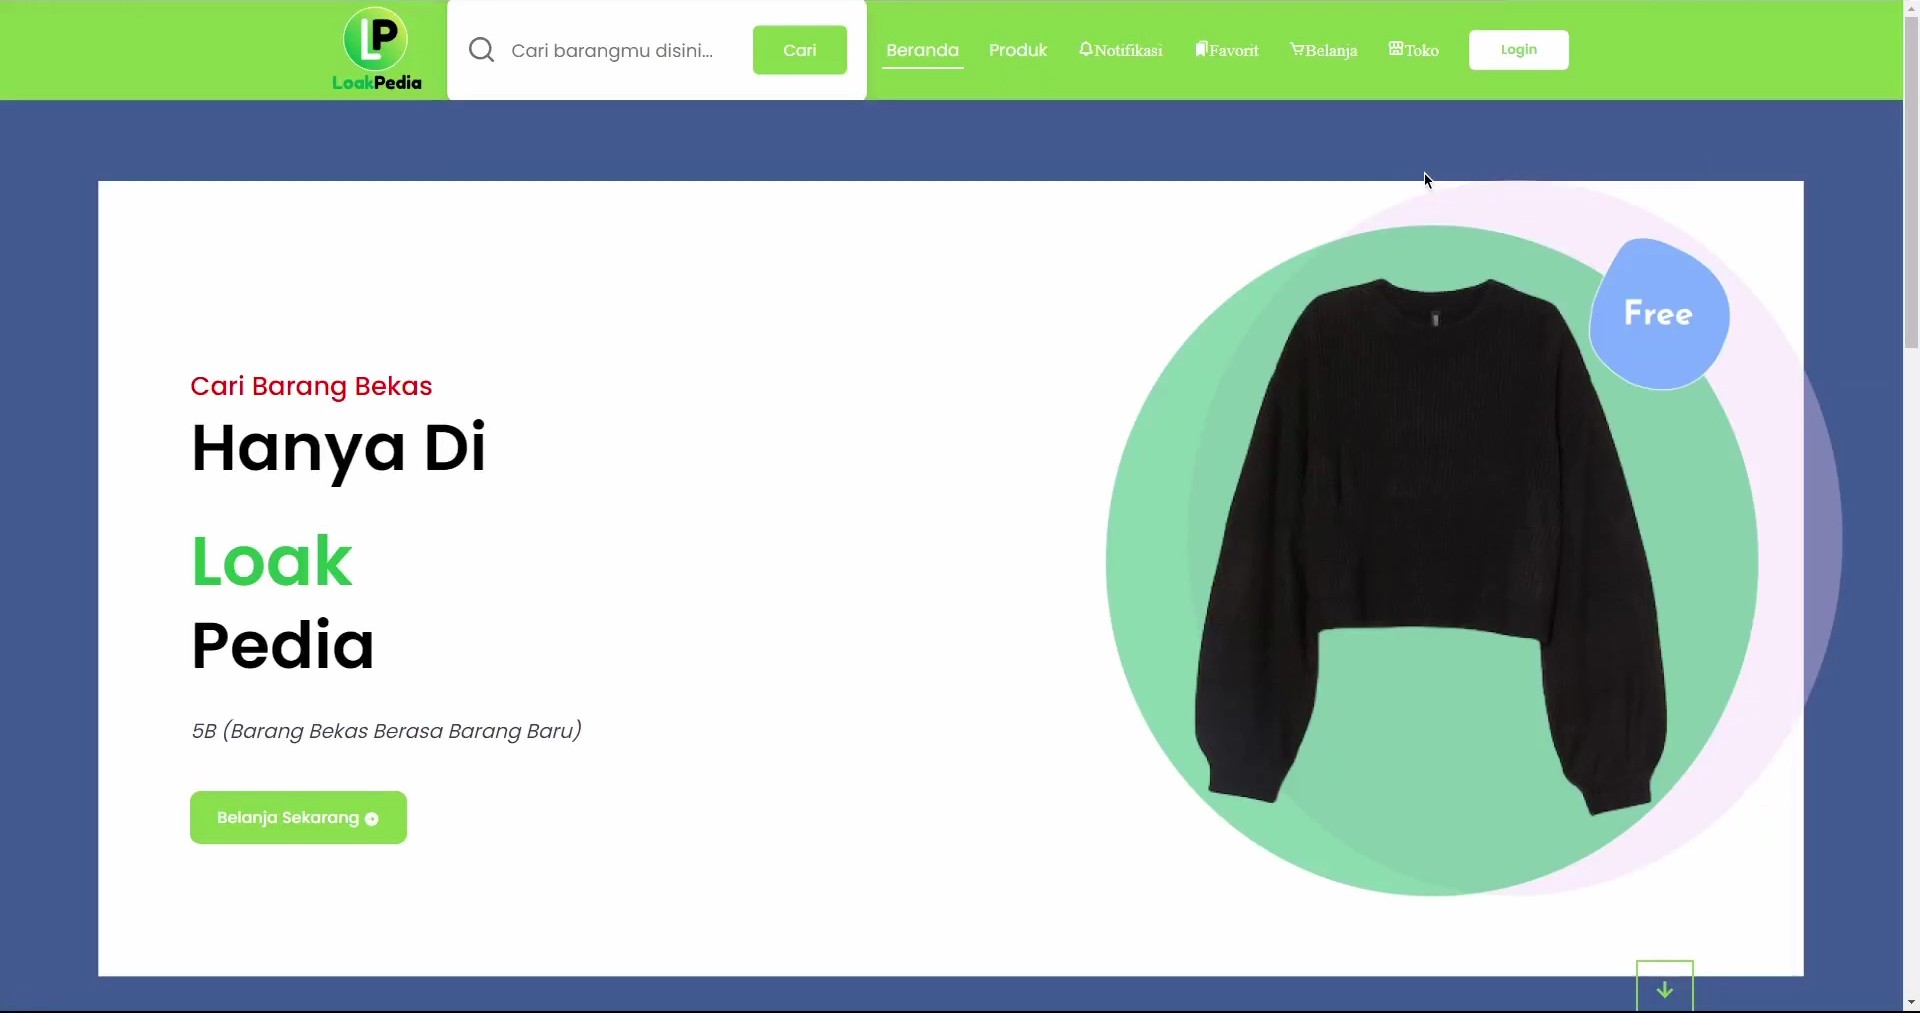 LP
LoakPedia
Cari barangmu disini...
Cari
Beranda
Produk
Notifikasi
Favorit
Belanja
Toko
Login
Free
Cari Barang Bekas
Hanya Di
Loak
Pedia
5B (Barang Bekas Berasa Barang Baru)
Belanja Sekarang